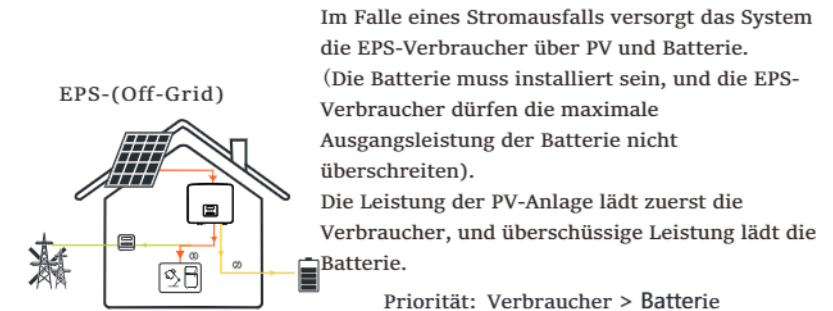 Im Falle eines Stromausfalls versorgt das System
die EPS-Verbraucher über PV und Batterie.
(Die Batterie muss installiert sein, und die EPS-
Verbraucher dürfen die maximale
Ausgangsleistung der Batterie nicht
überschreiten).
Die Leistung der PV-Anlage lädt zuerst die
Verbraucher, und überschüssige Leistung lädt die
Batterie.
Priorität: Verbraucher > Batterie
EPS-(Off-Grid)
①
②